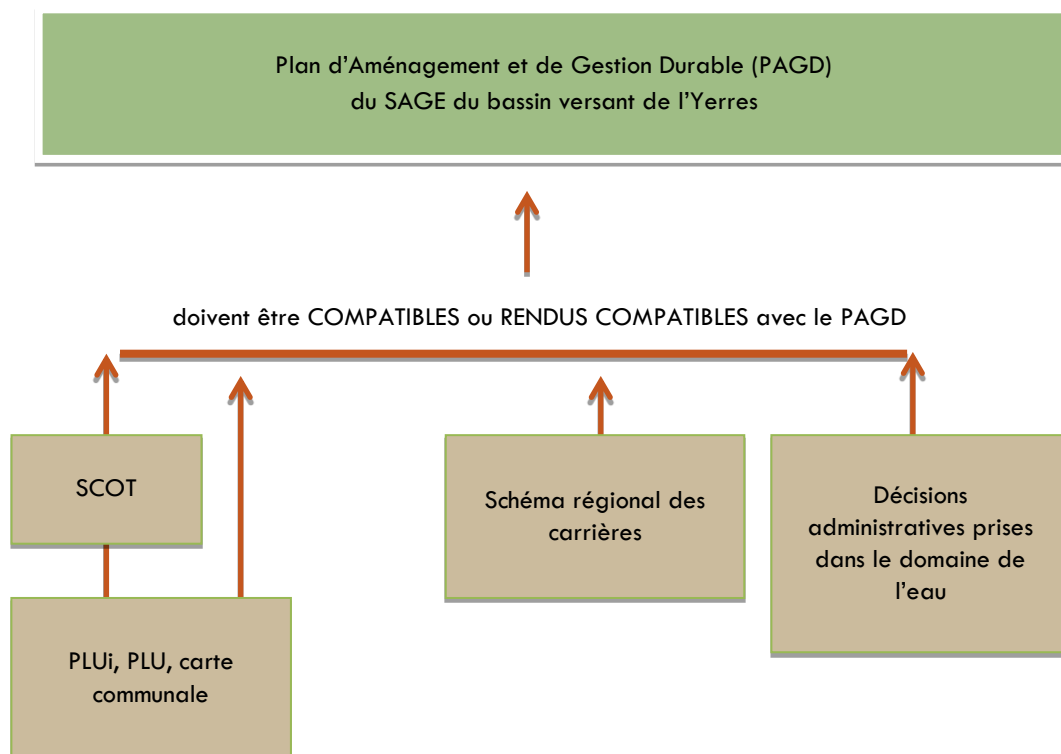 Plan d’Aménagement et de Gestion Durable (PAGD)
du SAGE du bassin versant de l’Yerres
doivent être COMPATIBLES ou RENDUS COMPATIBLES avec le PAGD
SCOT
Schéma régional des
carrières
Décisions
administratives prises
dans le domaine de
l’eau
PLUi, PLU, carte
communale